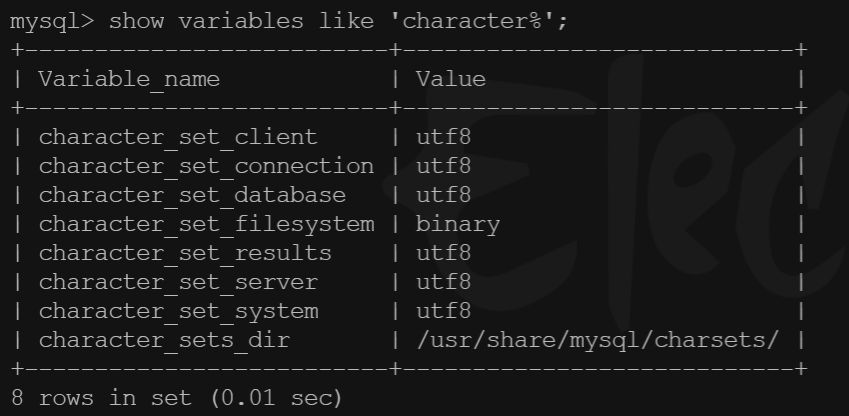 mysql> show variables like 'character%';
+--------------------------+----------------------------+
| Variable_name            | Value                      |
+--------------------------+----------------------------+
| character_set_client     | utf8                       |
| character_set_connection | utf8                       |
| character_set_database   | utf8                       |
| character_set_filesystem | binary                     |
| character_set_results    | utf8                       |
| character_set_server     | utf8                       |
| character_set_system     | utf8                       |
| character_sets_dir       | /usr/share/mysql/charsets/ |
+--------------------------+----------------------------+
8 rows in set (0.01 sec)
Elec